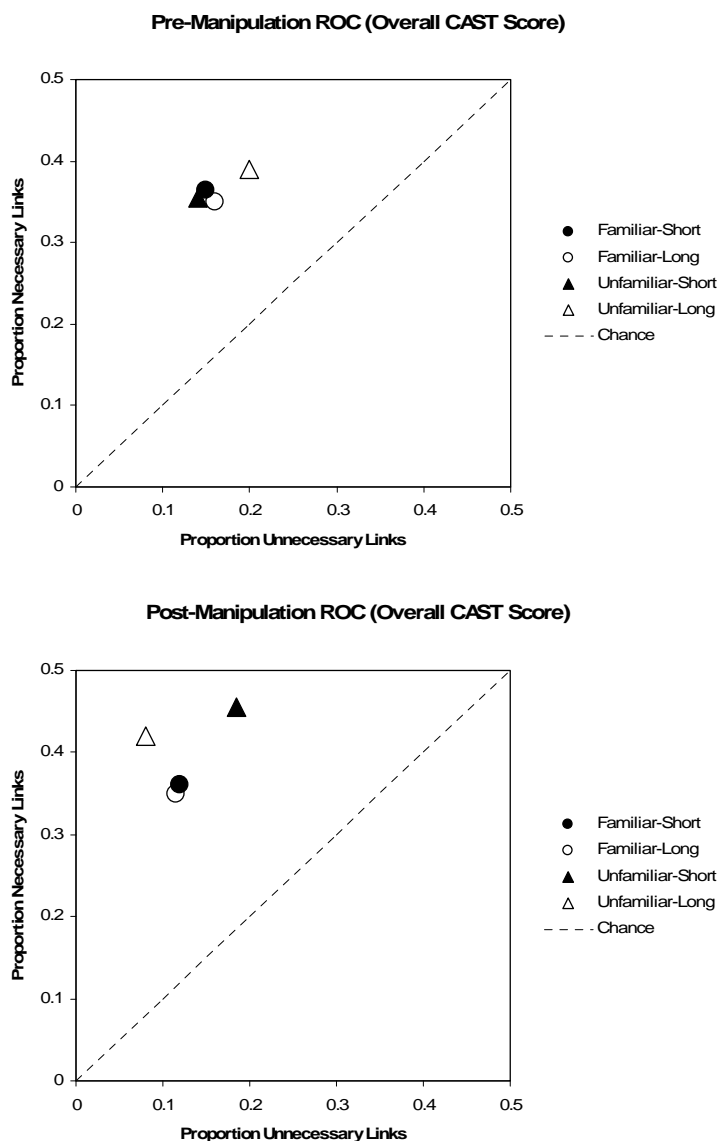 Pre-Manipulation ROC (Overall CAST Score)
0.5
0.4
0.3
0.2
0.1
0
Proportion Necessary Links
0 0.1 0.2 0.3 0.4 0.5
Proportion Unnecessary Links
Familiar-Short
Familiar-Long
Unfamiliar-Short
Unfamiliar-Long
Chance
Post-Manipulation ROC (Overall CAST Score)
0.5
0.4
0.3
0.2
0.1
0
Proportion Necessary Links
0 0.1 0.2 0.3 0.4 0.5
Proportion Unnecessary Links
Familiar-Short
Familiar-Long
Unfamiliar-Short
Unfamiliar-Long
Chance